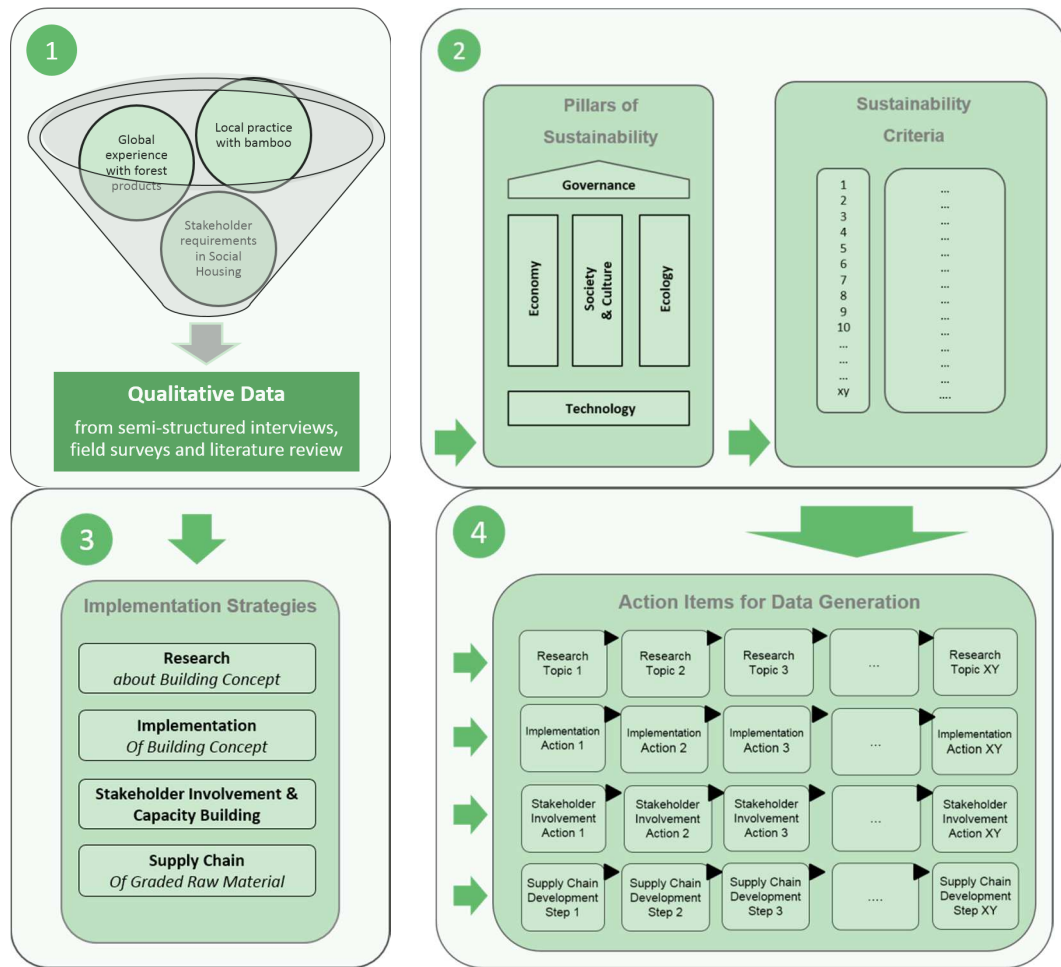 1
Global
experience
with forest
products
Local practice
with bamboo
Stakeholder
requirements
in Social
Housing
Qualitative Data
from semi-structured interviews,
field surveys and literature review
2
Pillars of
Sustainability
Governance
Economy
Society
& Culture
Ecology
Technology
Sustainability
Criteria
1
2
3
4
5
6
7
8
9
10
...
...
...
xy
...
...
...
...
...
...
...
...
...
...
...
...
...
....
3
Implementation Strategies
Research
about Building Concept
Implementation
Of Building Concept
Stakeholder Involvement &
Capacity Building
Supply Chain
Of Graded Raw Material
4
Action Items for Data Generation
Research
Topic 1
Research
Topic 2
Research
Topic 3
...
Research
Topic XY
Implementation
Action 1
Implementation
Action 2
Implementation
Action 3
...
Implementation
Action XY
Stakeholder
Involvement
Action 1
Stakeholder
Involvement
Action 2
Stakeholder
Involvement
Action 3
...
Stakeholder
Involvement
Action XY
Supply Chain
Development
Step 1
Supply Chain
Development
Step 2
Supply Chain
Development
Step 3
....
Supply Chain
Development
Step XY